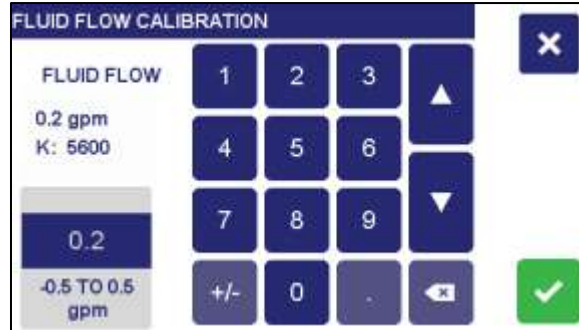 FLUID FLOW CALIBRATION
FLUID FLOW
0.2 gpm
K: 5600
0.2
-0.5 TO 0.5
gpm
1 2 3
4 5 6
7 8 9
+/- 0 .